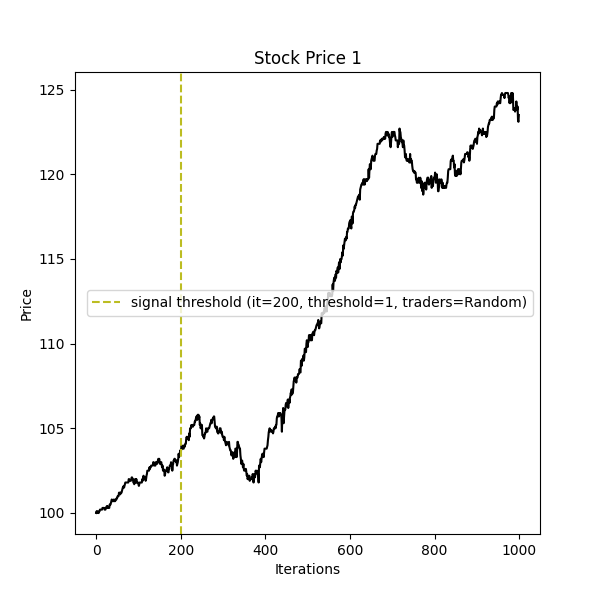 Stock Price 1
125
120
115
110
105
100
Price
signal threshold (it=200, threshold=1, traders=Random)
0 200 400 600 800 1000
Iterations